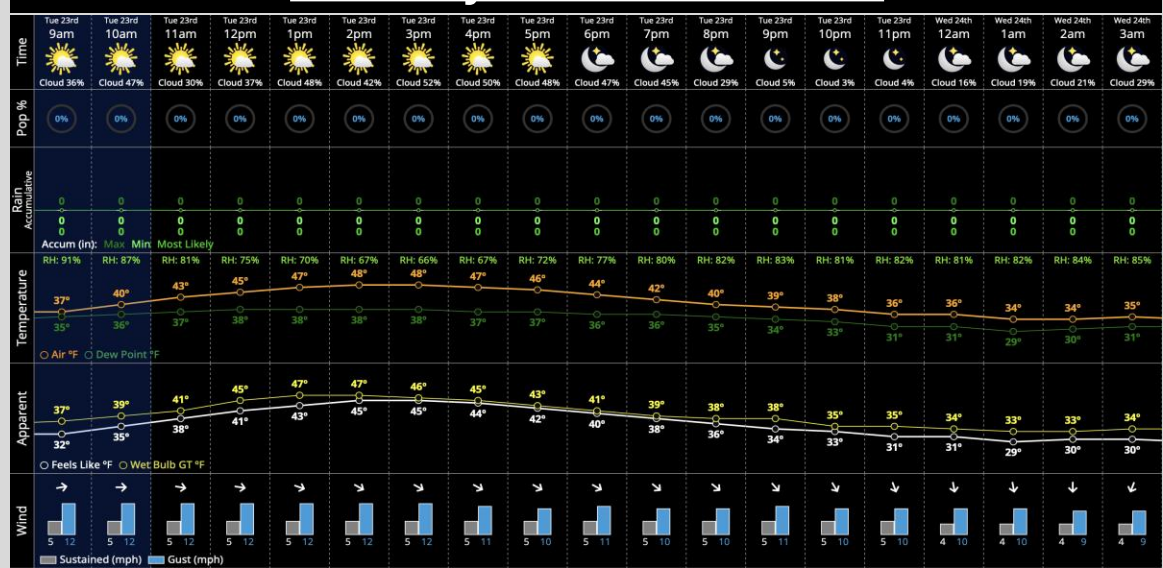 Tue 23rd Tue 23rd Tue 23rd Tue 23rd Tue 23rd Tue 23rd Tue 23rd Tue 23rd Tue 23rd Tue 23rd Tue 23rd Tue 23rd Tue 23rd Tue 23rd Tue 23rd Wed 24th Wed 24th Wed 24th Wed 24th
Time 9am 10am 11am 12pm 1pm 2pm 3pm 4pm 5pm 6pm 7pm 8pm 9pm 10pm 11pm 12am 1am 2am 3am
Cloud 36% Cloud 47% Cloud 30% Cloud 37% Cloud 48% Cloud 42% Cloud 52% Cloud 50% Cloud 48% Cloud 47% Cloud 45% Cloud 29% Cloud 5% Cloud 3% Cloud 4% Cloud 16% Cloud 19% Cloud 21% Cloud 29%
Pop % 0% 0% 0% 0% 0% 0% 0% 0% 0% 0% 0% 0% 0% 0% 0% 0% 0% 0% 0%
Rain
Accumulative
0 0 0 0 0 0 0 0 0 0 0 0 0 0 0 0 0 0 0
0 0 0 0 0 0 0 0 0 0 0 0 0 0 0 0 0 0 0
0 0 0 0 0 0 0 0 0 0 0 0 0 0 0 0 0 0 0
Accum (in): Max Min Most Likely
RH: 91% RH: 87% RH: 81% RH: 75% RH: 70% RH: 67% RH: 66% RH: 67% RH: 72% RH: 77% RH: 80% RH: 82% RH: 83% RH: 81% RH: 82% RH: 81% RH: 82% RH: 84% RH: 85%
Temperature
37° 40° 43° 45° 47° 48° 48° 47° 46° 44° 42° 40° 39° 38° 36° 36° 34° 34° 35°
35° 36° 37° 38° 38° 38° 38° 37° 37° 36° 36° 35° 34° 33° 31° 31° 29° 30° 31°
Air °F Dew Point °F
Apparent
37° 39° 41° 45° 47° 47° 46° 45° 43° 41° 39° 38° 38° 35° 35° 34° 33° 33° 34°
32° 35° 38° 41° 43° 45° 45° 44° 42° 40° 38° 36° 34° 33° 31° 31° 29° 30° 30°
Feels Like °F Wet Bulb GT °F
Wind
5 12 5 12 5 12 5 12 5 12 5 12 5 12 5 11 5 11 5 10 5 10 5 10 5 11 5 10 5 10 4 10 4 10 4 9 4 9
Sustained (mph) Gust (mph)